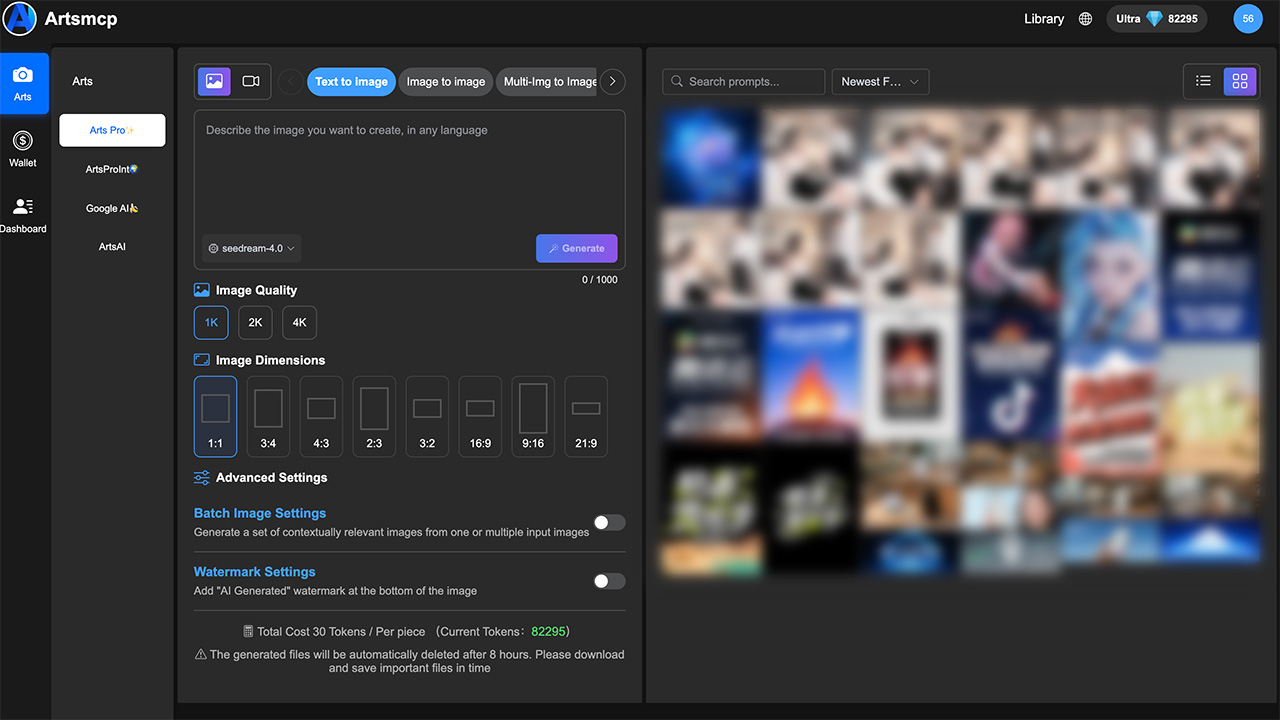 Artsmcp
Library
Ultra 82295
56
Arts
Wallet
Dashboard
Arts
Arts Pro✨
ArtsProInt🌍
Google AI🍌
ArtsAI
Text to Image
Image to image
Multi-Img to Image
Describe the image you want to create, in any language
seedream-4.0
Generate
0 / 1000
Image Quality
1K
2K
4K
Image Dimensions
1:1
3:4
4:3
2:3
3:2
16:9
9:16
21:9
Advanced Settings
Batch Image Settings
Generate a set of contextually relevant images from one or multiple input images
Watermark Settings
Add "AI Generated" watermark at the bottom of the image
Total Cost 30 Tokens / Per piece （Current Tokens：82295）
⚠ The generated files will be automatically deleted after 8 hours. Please download
and save important files in time
Search prompts...
Newest F...